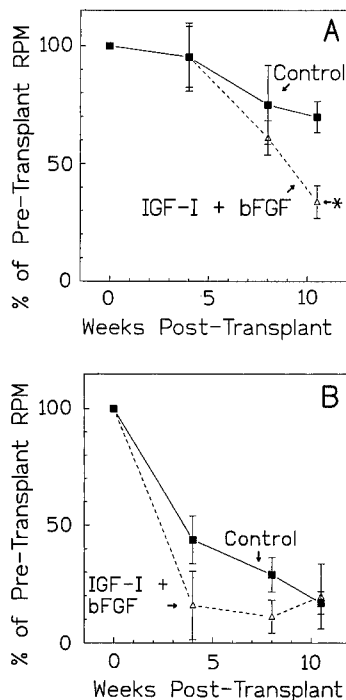 A
% of Pre-Transplant RPM
100
50
0
Control
IGF-I + bFGF
*
0 5 10
Weeks Post-Transplant
B
% of Pre-Transplant RPM
100
50
0
Control
IGF-I +
bFGF
0 5 10
Weeks Post-Transplant